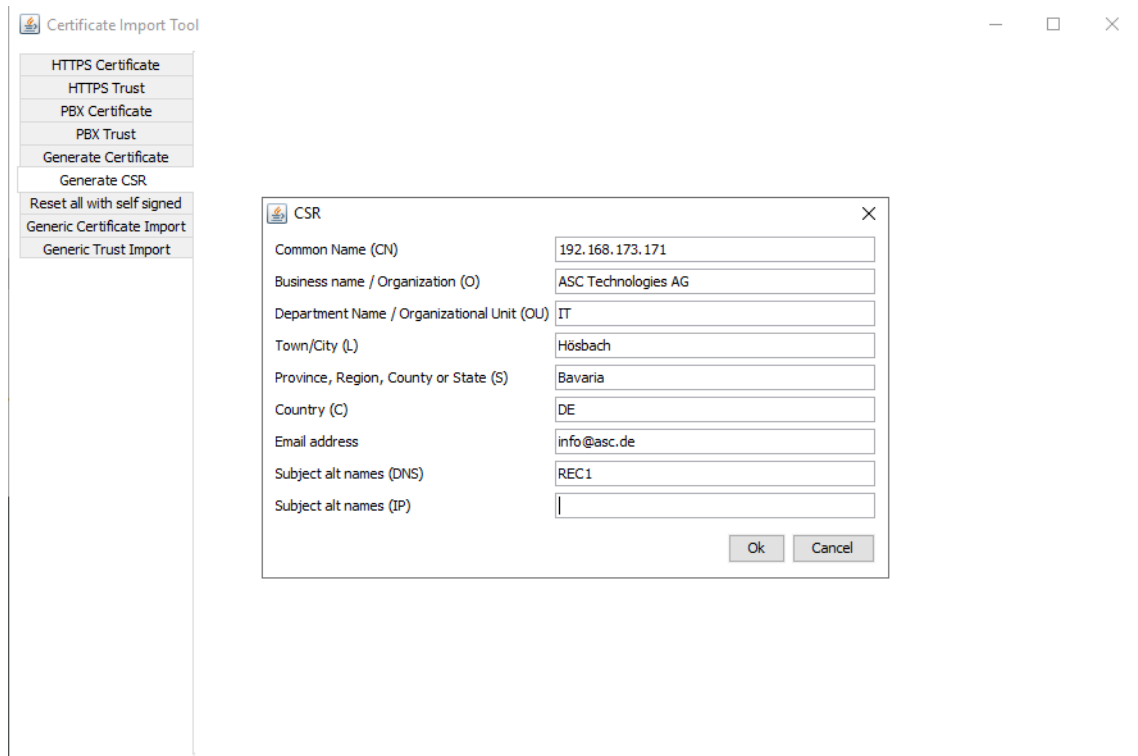 Certificate Import Tool
HTTPS Certificate
HTTPS Trust
PBX Certificate
PBX Trust
Generate Certificate
Generate CSR
Reset all with self signed
Generic Certificate Import
Generic Trust Import
CSR
Common Name (CN) 192.168.173.171
Business name / Organization (O) ASC Technologies AG
Department Name / Organizational Unit (OU) IT
Town/City (L) Hösbach
Province, Region, County or State (S) Bavaria
Country (C) DE
Email address info@asc.de
Subject alt names (DNS) REC1
Subject alt names (IP)
Ok Cancel